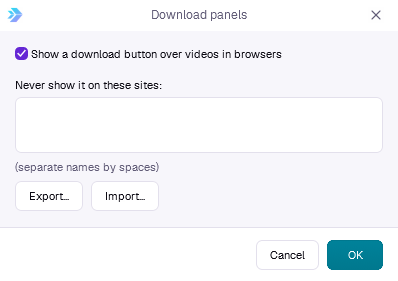 Download panels
Show a download button over videos in browsers
Never show it on these sites:
(separate names by spaces)
Export...
Import...
Cancel
OK